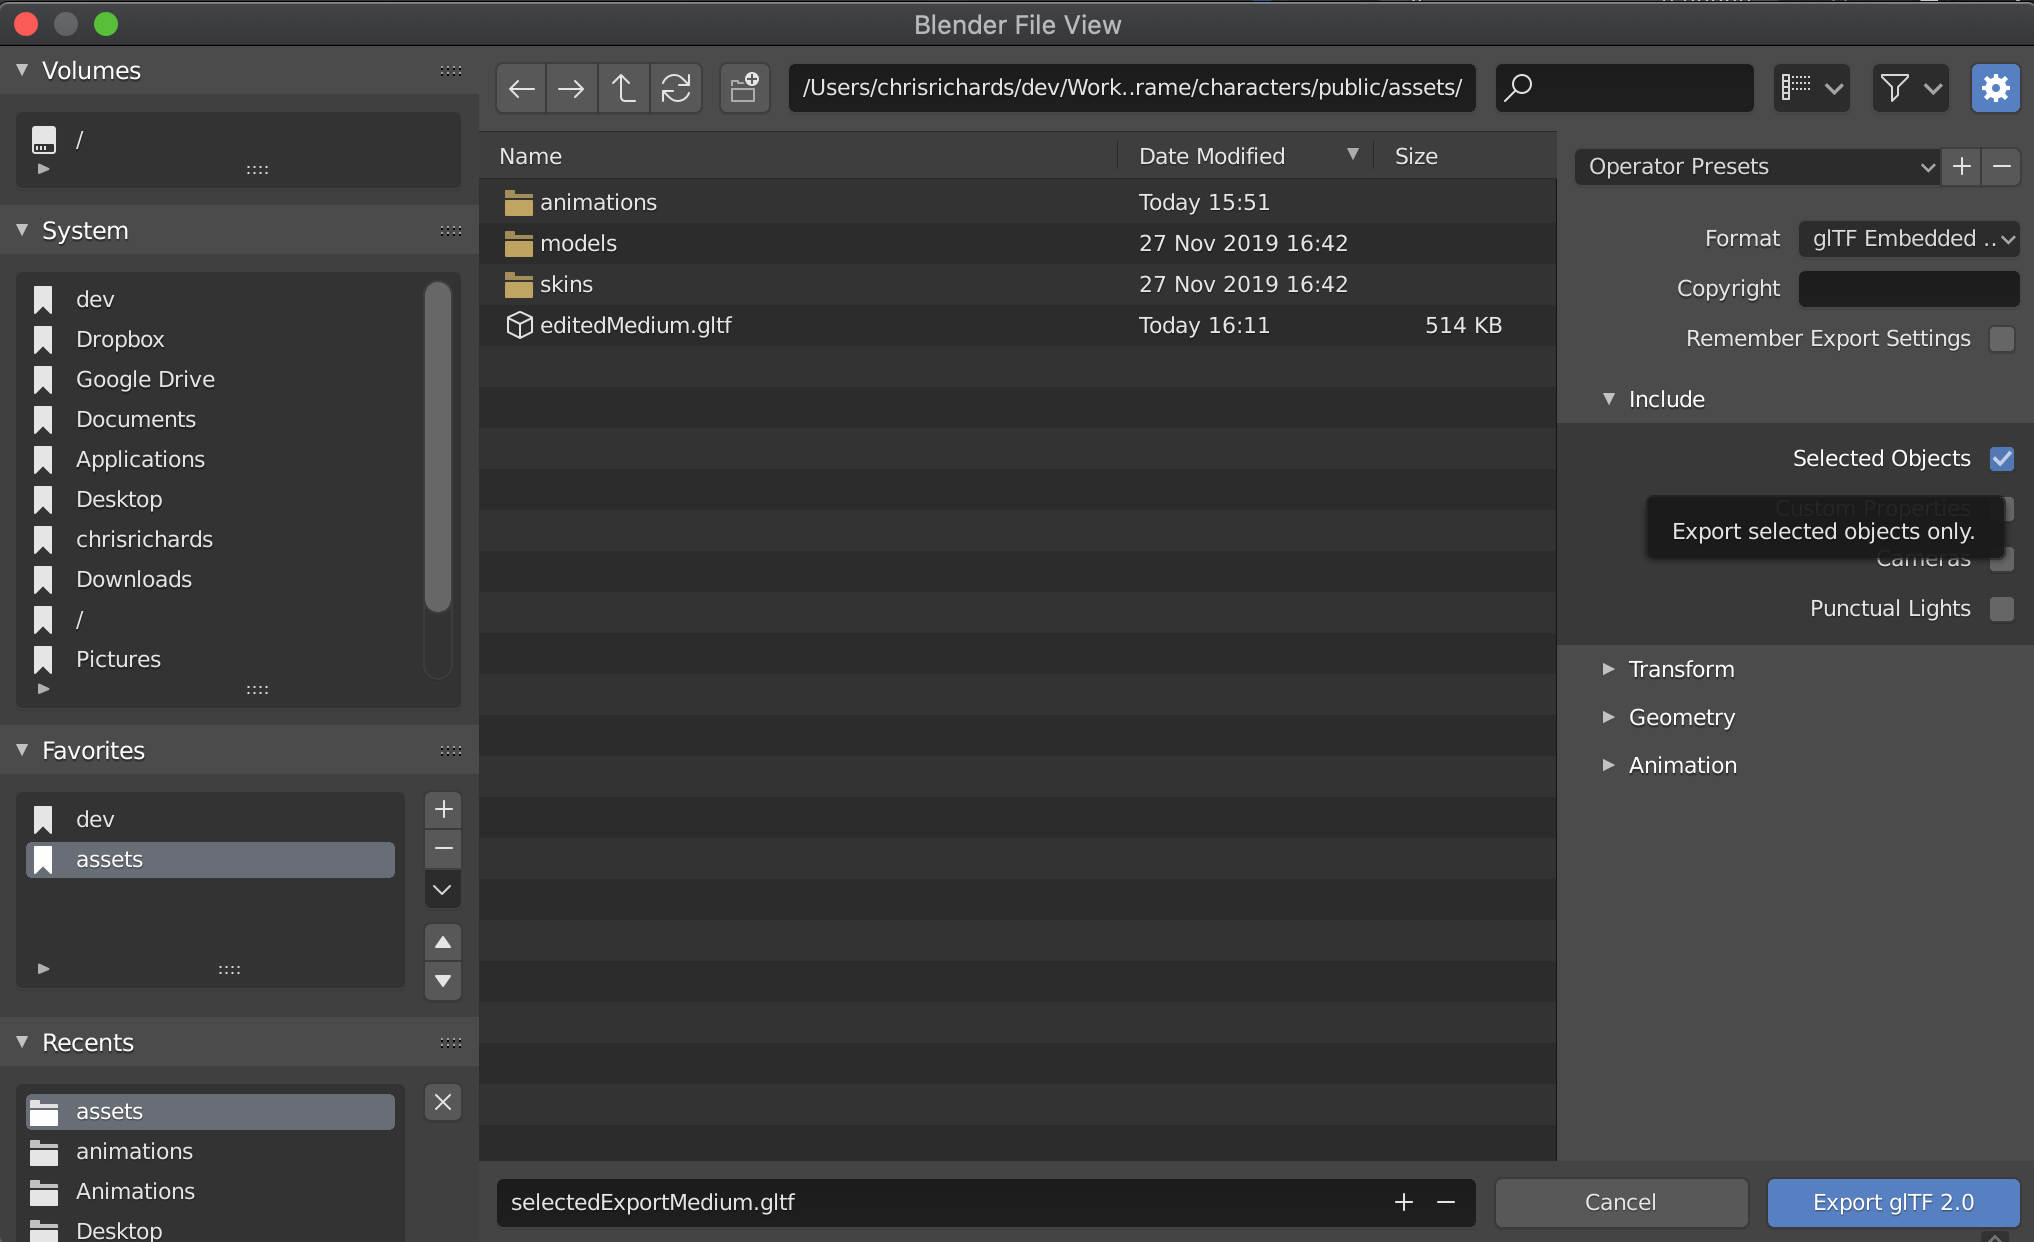 Blender File View
Volumes
/
System
dev
Dropbox
Google Drive
Documents
Applications
Desktop
chrisrichards
Downloads
/
Pictures
Favorites
dev
assets
Recents
assets
animations
Animations
Desktop
/Users/chrisrichards/dev/Work..rame/characters/public/assets/
Name Date Modified Size
animations Today 15:51
models 27 Nov 2019 16:42
skins 27 Nov 2019 16:42
editedMedium.gltf Today 16:11 514 KB
Operator Presets
Format glTF Embedded ..
Copyright
Remember Export Settings
Include
Selected Objects
Custom Properties
Export selected objects only.
Cameras
Punctual Lights
Transform
Geometry
Animation
selectedExportMedium.gltf
Cancel
Export glTF 2.0